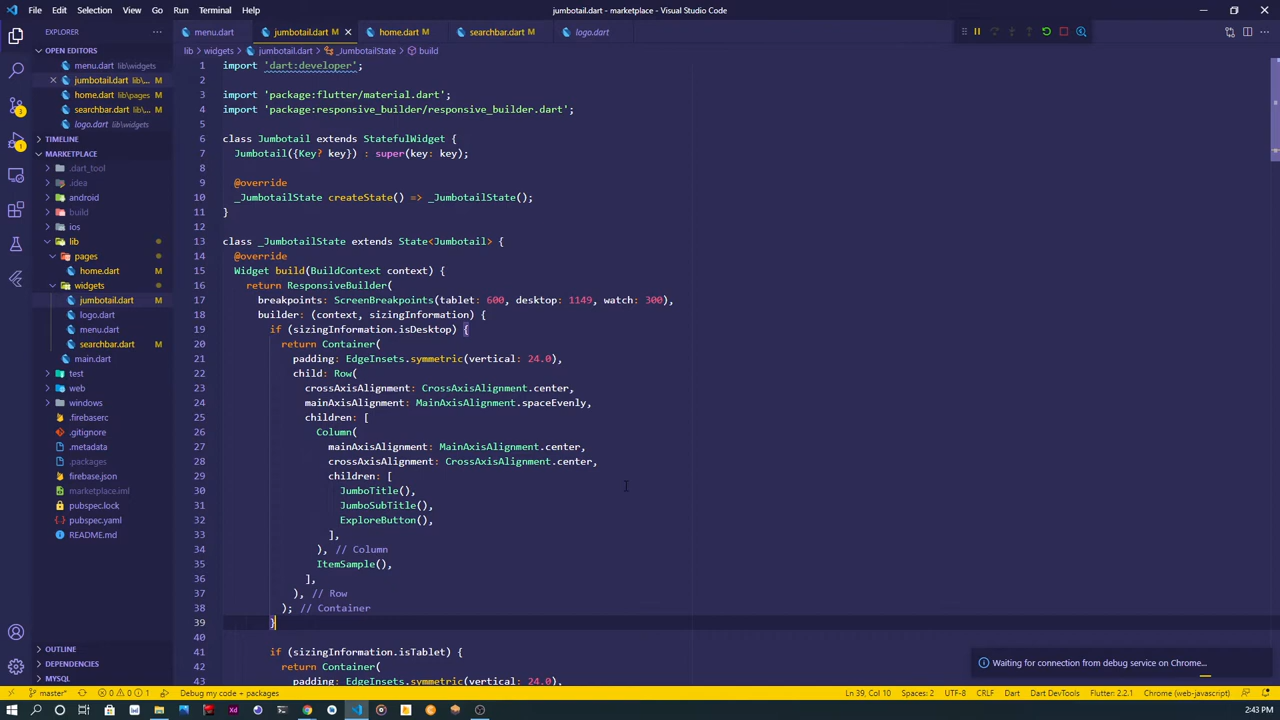 File Edit Selection View Go Run Terminal Help
jumbotail.dart - marketplace - Visual Studio Code
EXPLORER
menu.dart
jumbotail.dart M
home.dart M
searchbar.dart M
logo.dart
OPEN EDITORS
menu.dart lib\widgets
jumbotail.dart lib\... M
home.dart lib\pages M
searchbar.dart lib\... M
logo.dart lib\widgets
TIMELINE
MARKETPLACE
.dart_tool
.idea
android
build
ios
lib
pages
home.dart M
widgets
jumbotail.dart M
logo.dart
menu.dart
searchbar.dart M
main.dart
test
web
windows
.firebaserc
.gitignore
.metadata
.packages
firebase.json
marketplace.iml
pubspec.lock
pubspec.yaml
README.md
OUTLINE
DEPENDENCIES
MYSQL
3
1
lib > widgets > jumbotail.dart > _JumbotailState > build
1 import 'dart:developer';
2
3 import 'package:flutter/material.dart';
4 import 'package:responsive_builder/responsive_builder.dart';
5
6 class Jumbotail extends StatefulWidget {
7 Jumbotail({Key? key}) : super(key: key);
8
9 @override
10 _JumbotailState createState() => _JumbotailState();
11 }
12
13 class _JumbotailState extends State<Jumbotail> {
14 @override
15 Widget build(BuildContext context) {
16 return ResponsiveBuilder(
17 breakpoints: ScreenBreakpoints(tablet: 600, desktop: 1149, watch: 300),
18 builder: (context, sizingInformation) {
19 if (sizingInformation.isDesktop) {
20 return Container(
21 padding: EdgeInsets.symmetric(vertical: 24.0),
22 child: Row(
23 crossAxisAlignment: CrossAxisAlignment.center,
24 mainAxisAlignment: MainAxisAlignment.spaceEvenly,
25 children: [
26 Column(
27 mainAxisAlignment: MainAxisAlignment.center,
28 crossAxisAlignment: CrossAxisAlignment.center,
29 children: [
30 JumboTitle(),
31 JumboSubTitle(),
32 ExploreButton(),
33 ],
34 ), // Column
35 ItemSample(),
36 ],
37 ), // Row
38 ); // Container
39 }
40
41 if (sizingInformation.isTablet) {
42 return Container(
43 padding: EdgeInsets.symmetric(vertical: 24.0),
Waiting for connection from debug service on Chrome...
master* 0 0 1 Debug my code + packages
Ln 39, Col 10 Spaces: 2 UTF-8 CRLF Dart Dart DevTools Flutter: 2.2.1 Chrome (web-javascript)
Xd
2:43 PM